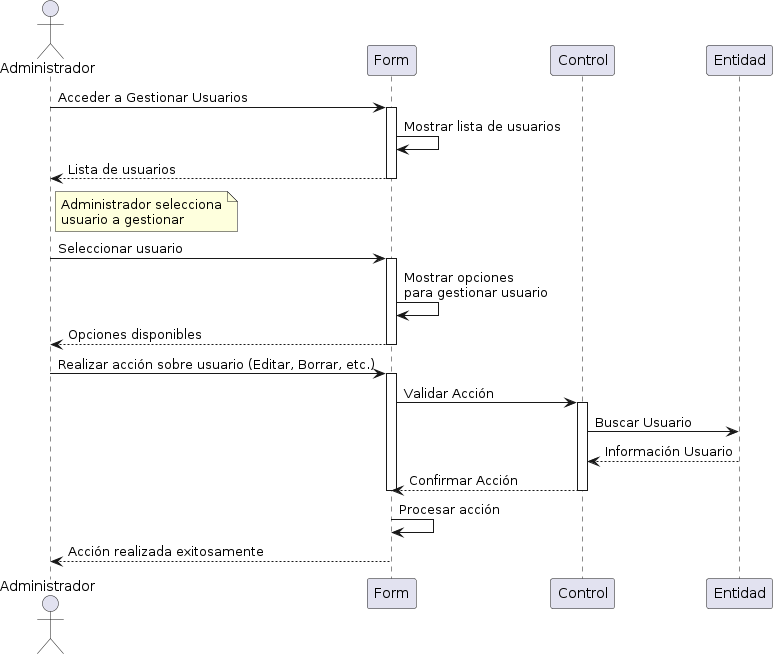 Administrador
Form
Control
Entidad
Acceder a Gestionar Usuarios
Mostrar lista de usuarios
Lista de usuarios
Administrador selecciona
usuario a gestionar
Seleccionar usuario
Mostrar opciones
para gestionar usuario
Opciones disponibles
Realizar acción sobre usuario (Editar, Borrar, etc.)
Validar Acción
Buscar Usuario
Información Usuario
Confirmar Acción
Procesar acción
Acción realizada exitosamente
Administrador
Form
Control
Entidad